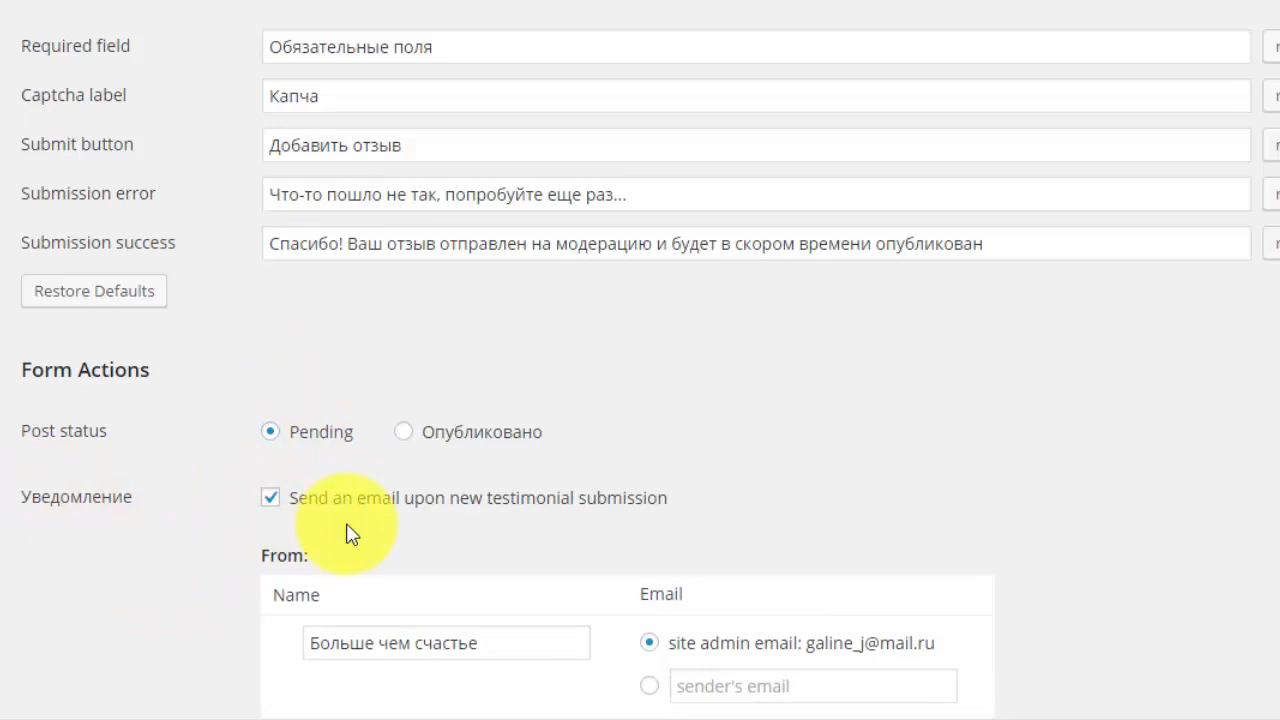 Required field Обязательные поля
Captcha label Капча
Submit button Добавить отзыв
Submission error Что-то пошло не так, попробуйте еще раз...
Submission success Спасибо! Ваш отзыв отправлен на модерацию и будет в скором времени опубликован
Restore Defaults
Form Actions
Post status Pending Опубликовано
Уведомление Send an email upon new testimonial submission
From:
Name Email
Больше чем счастье site admin email: galine_j@mail.ru
sender's email